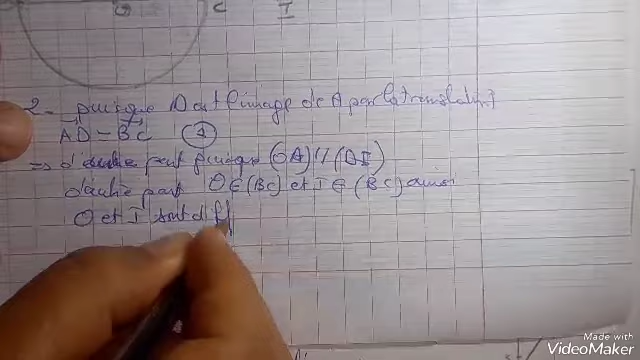 C I
2- puisque D est l'image de A par la translation
AD = BC 1
=> d'autre part puisque (OA) // (DI)
d'autre part O ∈ (BC) et I ∈ (BC) ainsi
O et I sont diff
Made with
VideoMaker